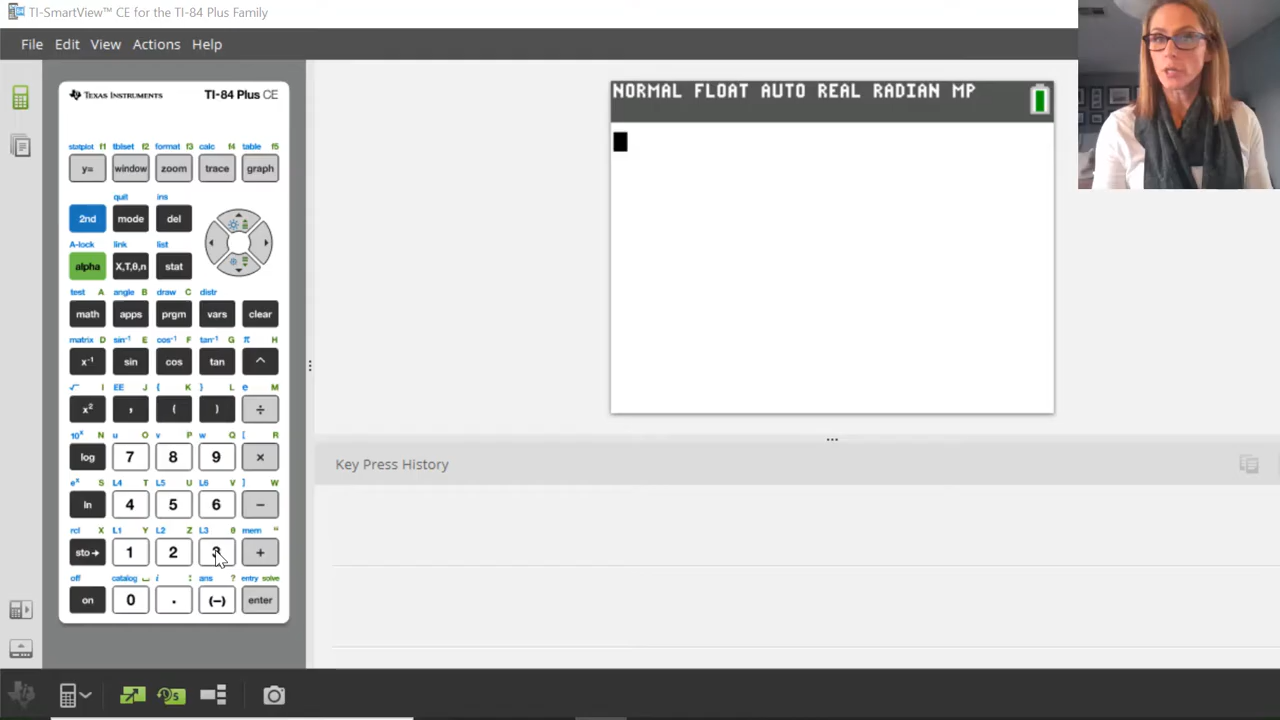 TI-SmartView™ CE for the TI-84 Plus Family
File Edit View Actions Help
TEXAS INSTRUMENTS TI-84 Plus CE
NORMAL FLOAT AUTO REAL RADIAN MP
statplot f1 tblset f2 format f3 calc f4 table f5
y= window zoom trace graph
quit ins
2nd mode del
A-lock link list
alpha X,T,θ,n stat
test A angle B draw C distr
math apps prgm vars clear
matrix D sin⁻¹ E cos⁻¹ F tan⁻¹ G π H
x⁻¹ sin cos tan ^
√ I EE J { K } L e M
x² , ( ) ÷
10ˣ N u O v P w Q [ R
log 7 8 9 ×
eˣ S L4 T L5 U L6 V ] W
ln 4 5 6 −
rcl X L1 Y L2 Z L3 θ mem "
sto→ 1 2 3 +
off catalog ⎵ i : ans ? entry solve
on 0 . (−) enter
Key Press History
5